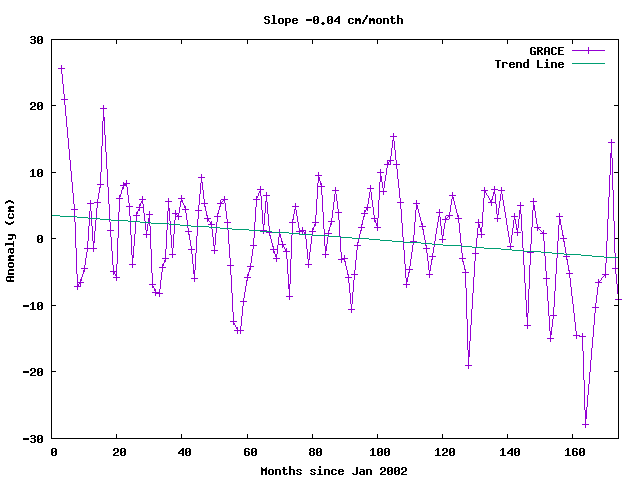 Slope -0.04 cm/month
GRACE
Trend Line
30
20
10
0
-10
-20
-30
Anomaly (cm)
0 20 40 60 80 100 120 140 160
Months since Jan 2002